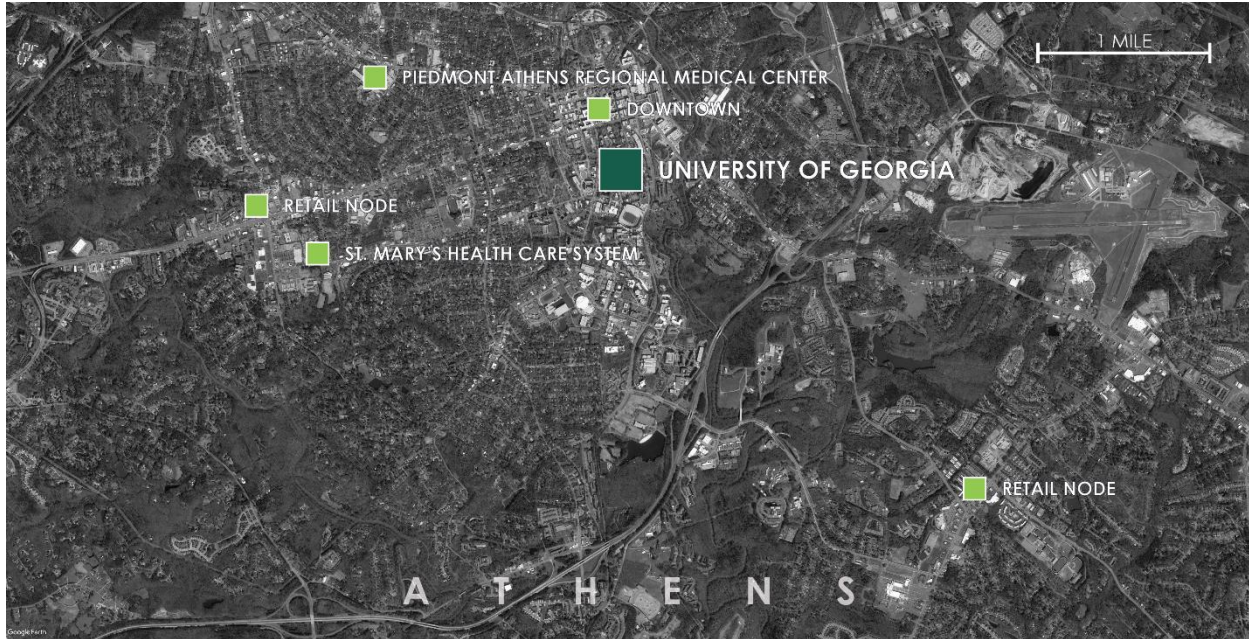 1 MILE
PIEDMONT ATHENS REGIONAL MEDICAL CENTER
DOWNTOWN
UNIVERSITY OF GEORGIA
RETAIL NODE
ST. MARY'S HEALTH CARE SYSTEM
RETAIL NODE
ATHENS
Google Earth